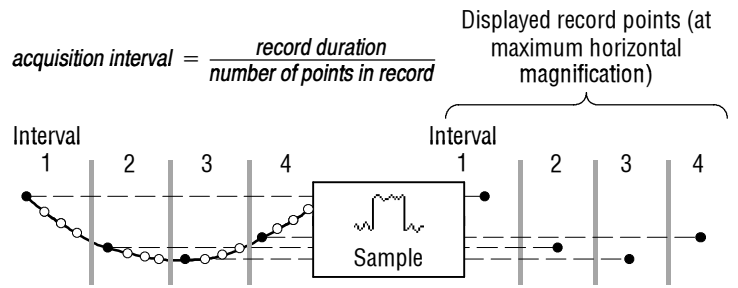 acquisition interval = record duration / number of points in record
Displayed record points (at
maximum horizontal
magnification)
Interval
1 2 3 4
Interval
1 2 3 4
Sample